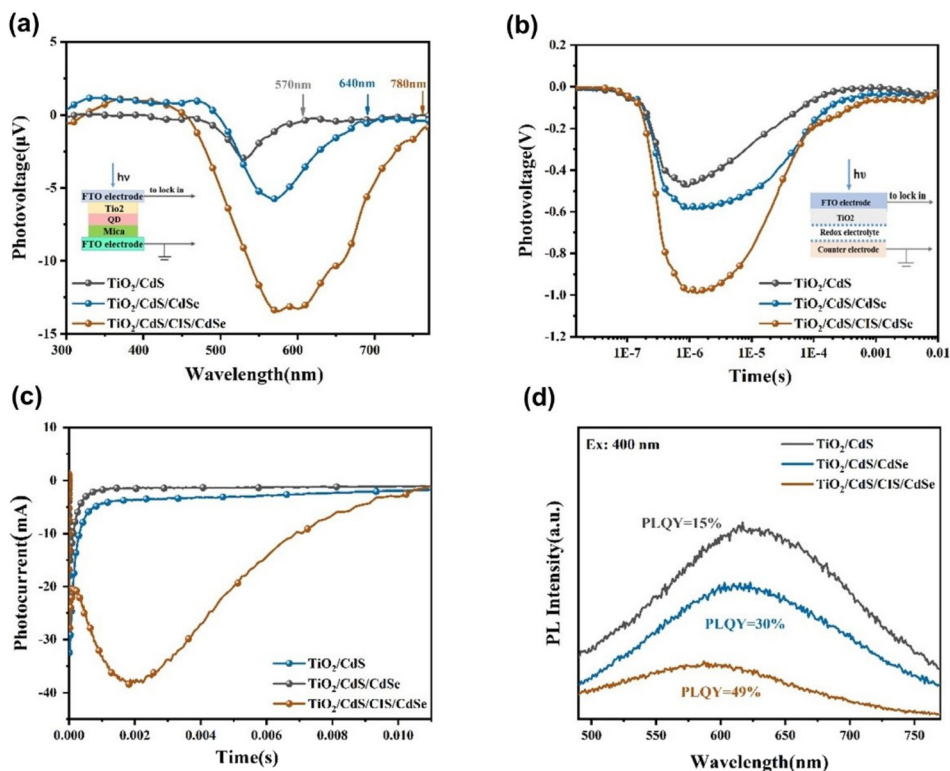 (a)
5
0
-5
-10
-15
Photovoltage(μV)
570nm
640nm
780nm
hν
FTO electrode
to lock in
Tio2
QD
Mica
FTO electrode
TiO₂/CdS
TiO₂/CdS/CdSe
TiO₂/CdS/CIS/CdSe
300
400
500
600
700
Wavelength(nm)
(b)
0.2
0.0
-0.2
-0.4
-0.6
-0.8
-1.0
-1.2
Photovoltage(V)
hυ
FTO electrode
to lock in
TiO2
Redox electrolyte
Counter electrode
TiO₂/CdS
TiO₂/CdS/CdSe
TiO₂/CdS/CIS/CdSe
1E-7
1E-6
1E-5
1E-4
0.001
0.01
Time(s)
(c)
10
0
-10
-20
-30
-40
Photocurrent(mA)
TiO₂/CdS
TiO₂/CdS/CdSe
TiO₂/CdS/CIS/CdSe
0.000
0.002
0.004
0.006
0.008
0.010
Time(s)
(d)
Ex: 400 nm
TiO₂/CdS
TiO₂/CdS/CdSe
TiO₂/CdS/CIS/CdSe
PLQY=15%
PLQY=30%
PLQY=49%
PL Intensity(a.u.)
500
550
600
650
700
750
Wavelength(nm)